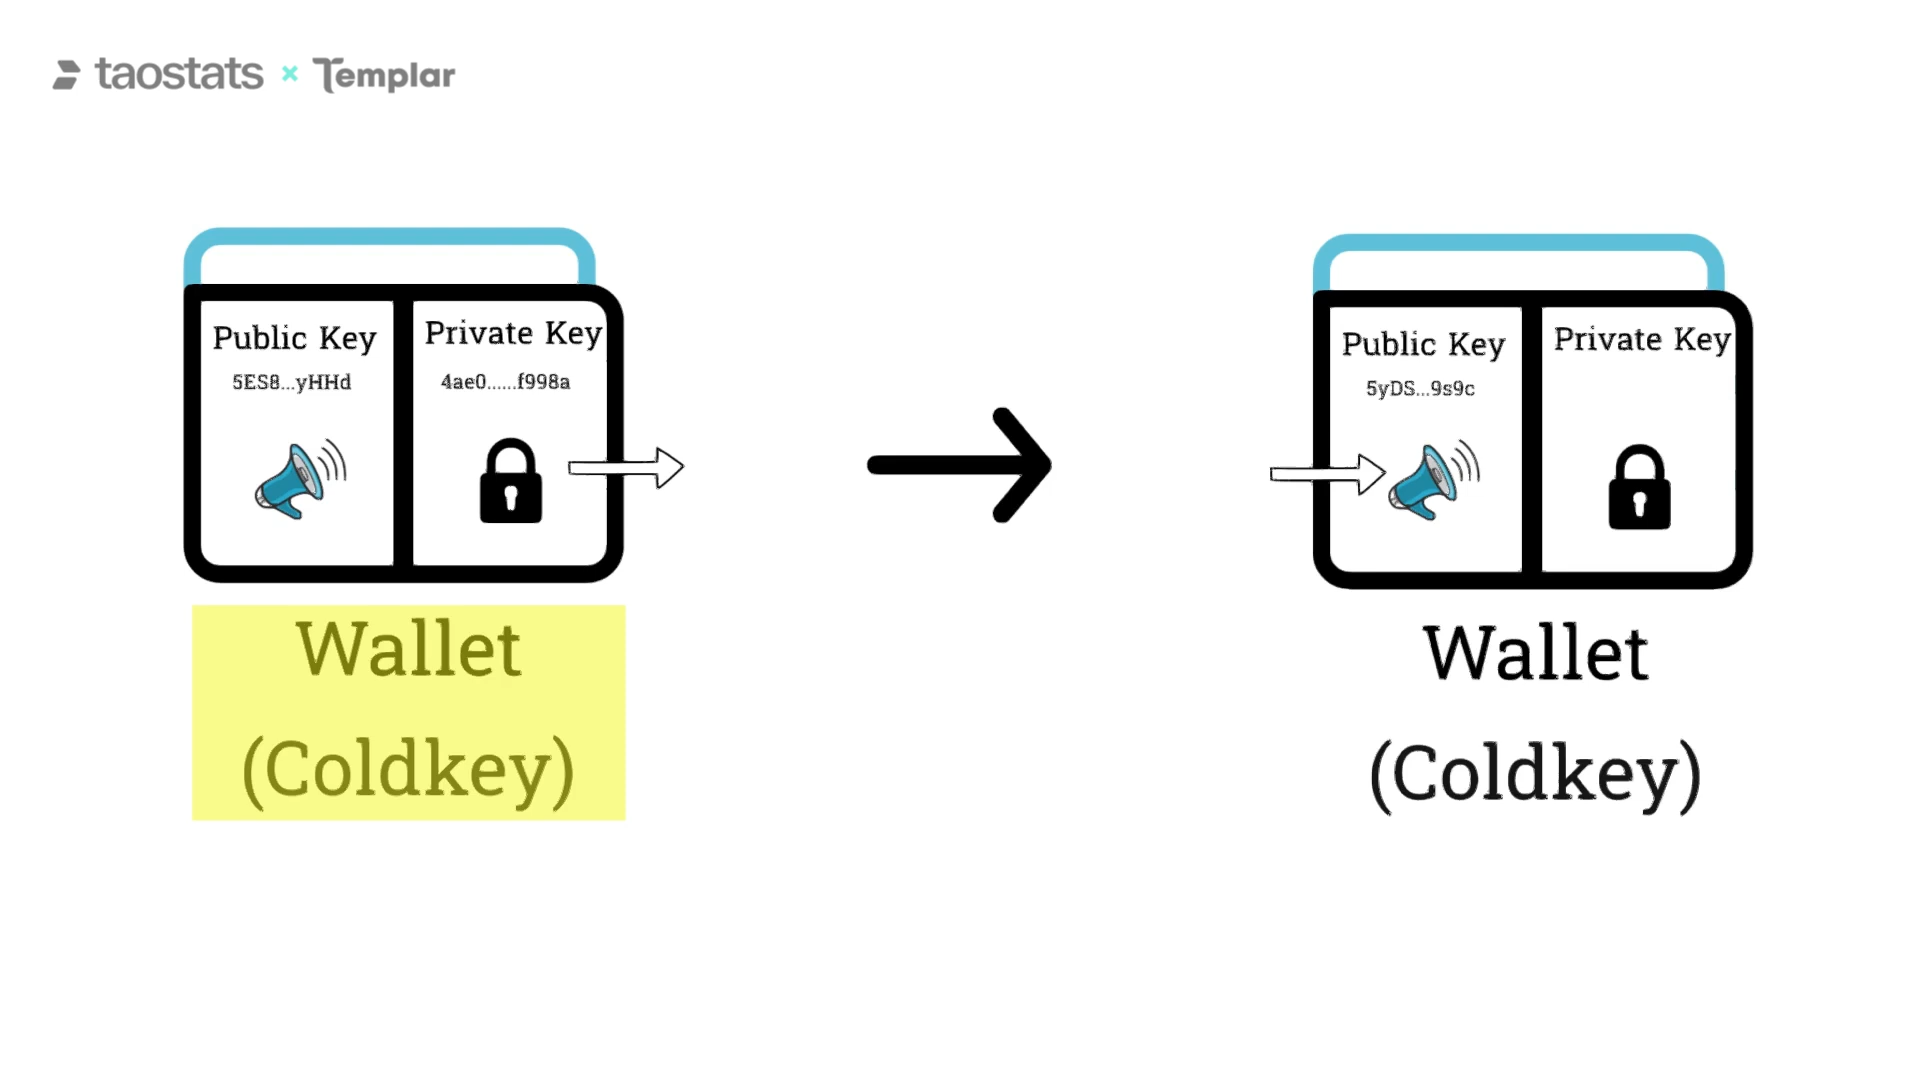 taostats × Templar
Public Key
5ES8...yHHd
Private Key
4ae0......f998a
Wallet
(Coldkey)
Public Key
5yDS...9s9c
Private Key
Wallet
(Coldkey)